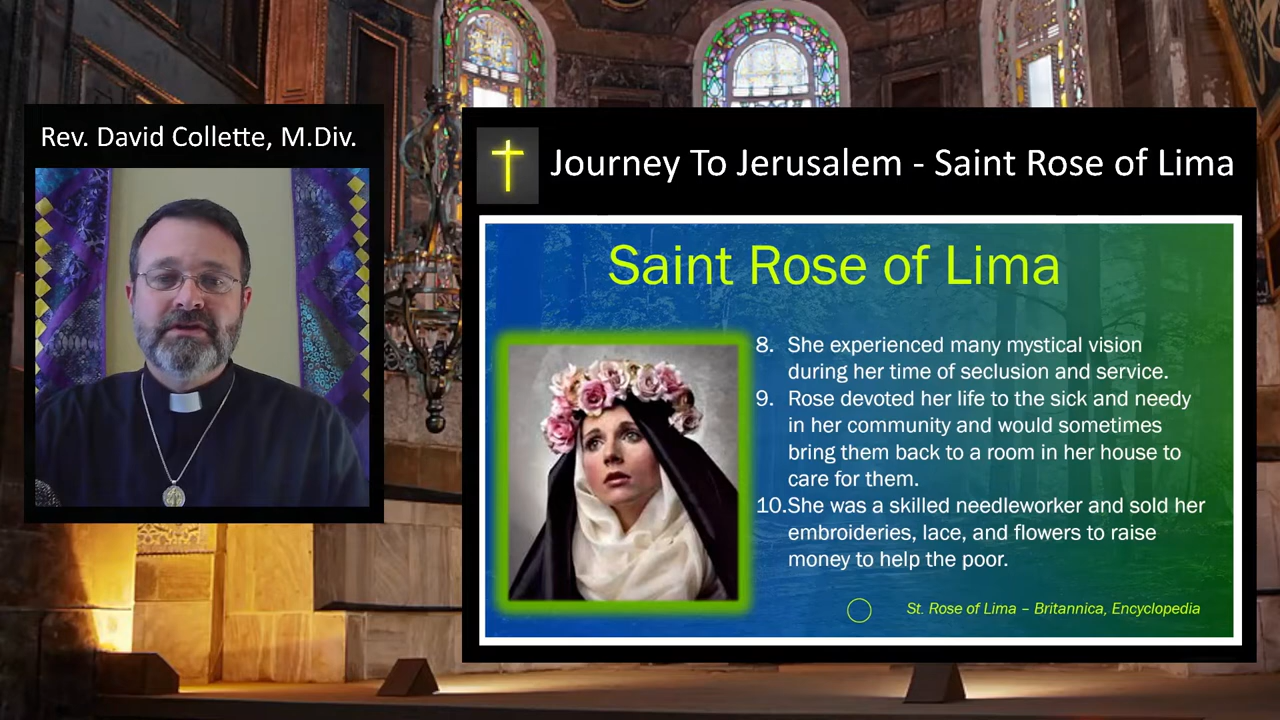 Rev. David Collette, M.Div.
Journey To Jerusalem - Saint Rose of Lima
Saint Rose of Lima
8. She experienced many mystical vision
during her time of seclusion and service.
9. Rose devoted her life to the sick and needy
in her community and would sometimes
bring them back to a room in her house to
care for them.
10.She was a skilled needleworker and sold her
embroideries, lace, and flowers to raise
money to help the poor.
St. Rose of Lima – Britannica, Encyclopedia